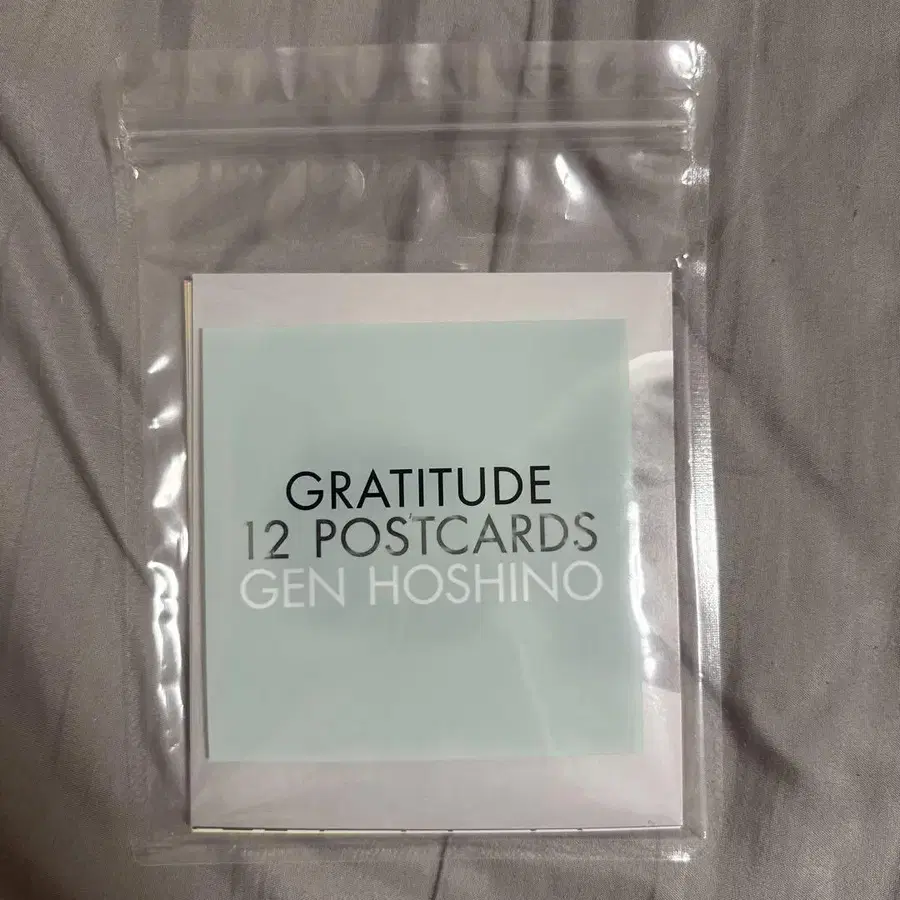 GRATITUDE
12 POSTCARDS
GEN HOSHINO